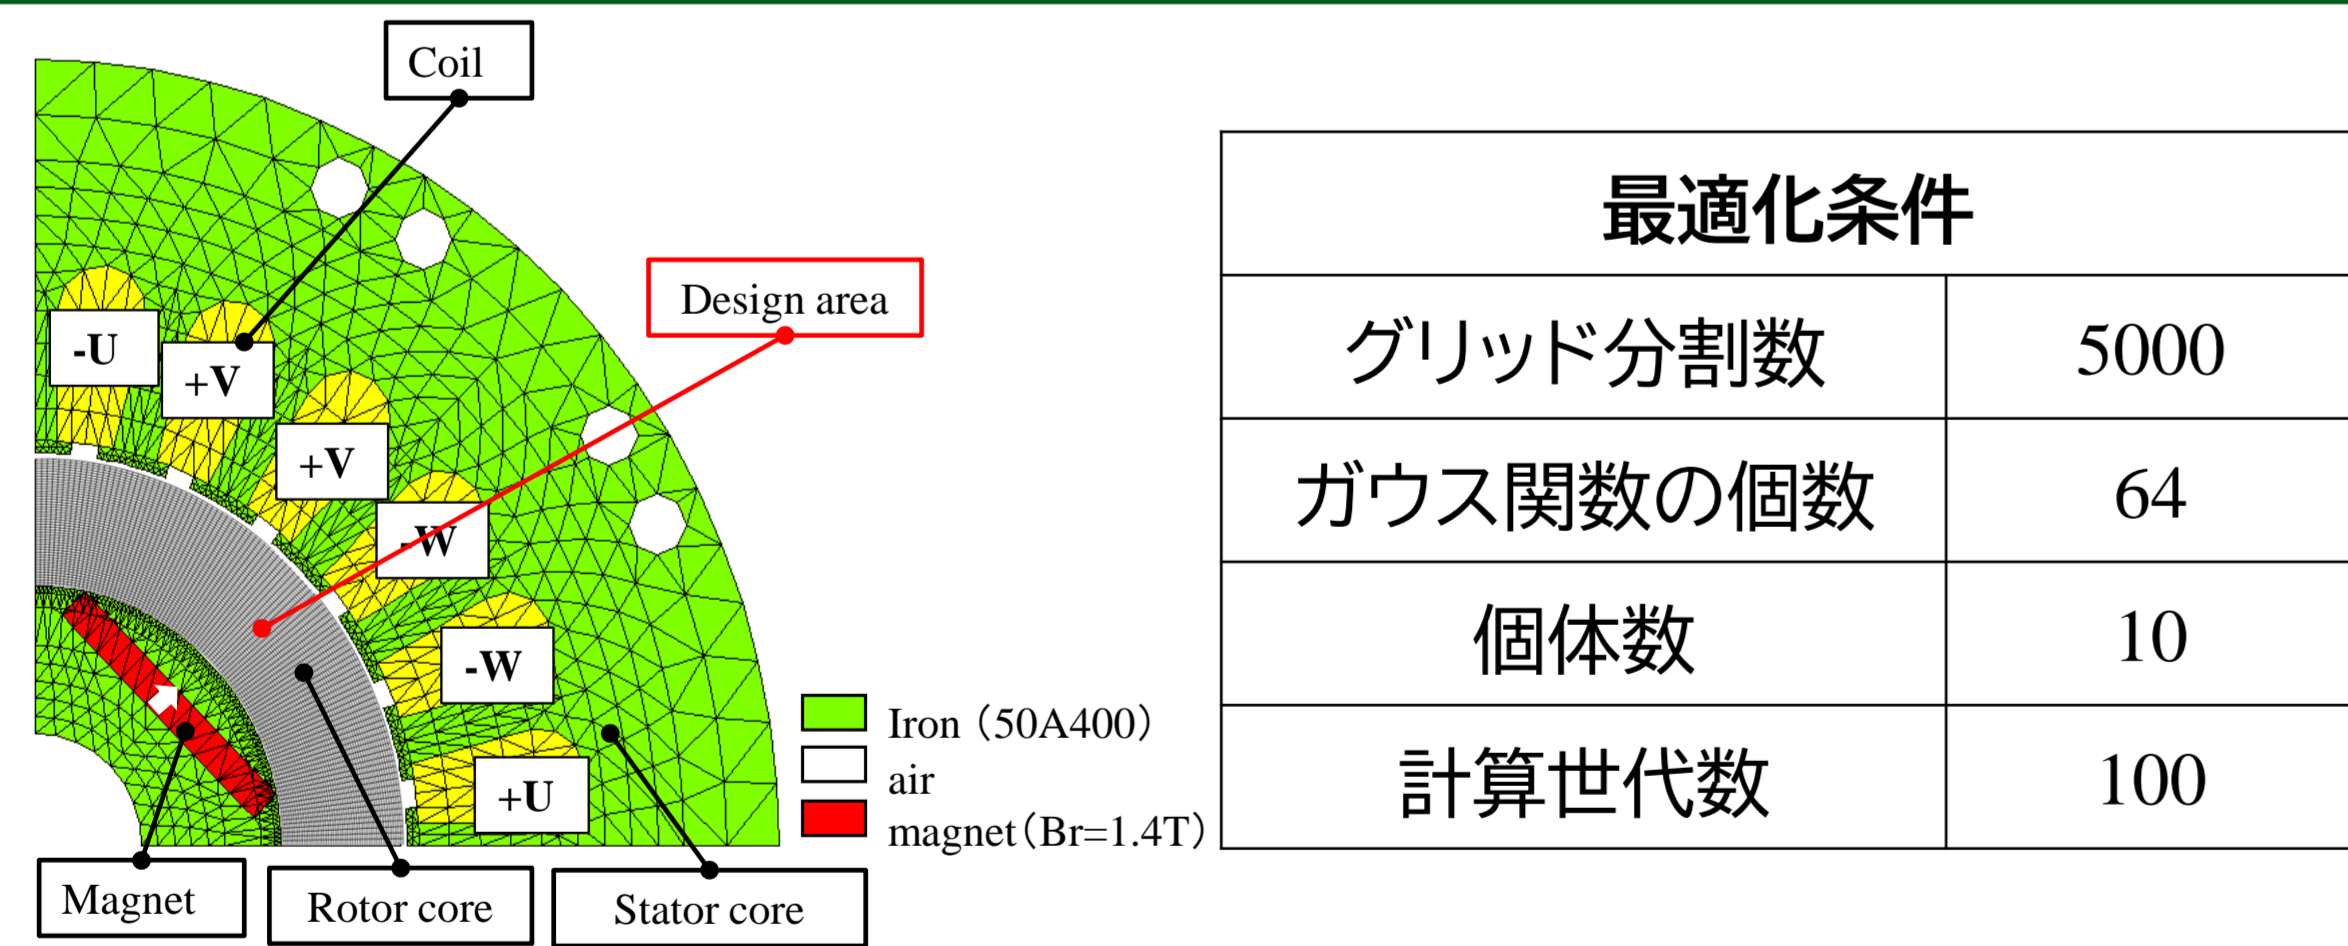 Coil
Design area
-U
+V
+V
-W
-W
+U
Iron（50A400）
air
magnet（Br=1.4T）
Magnet
Rotor core
Stator core
最適化条件
グリッド分割数 5000
ガウス関数の個数 64
個体数 10
計算世代数 100